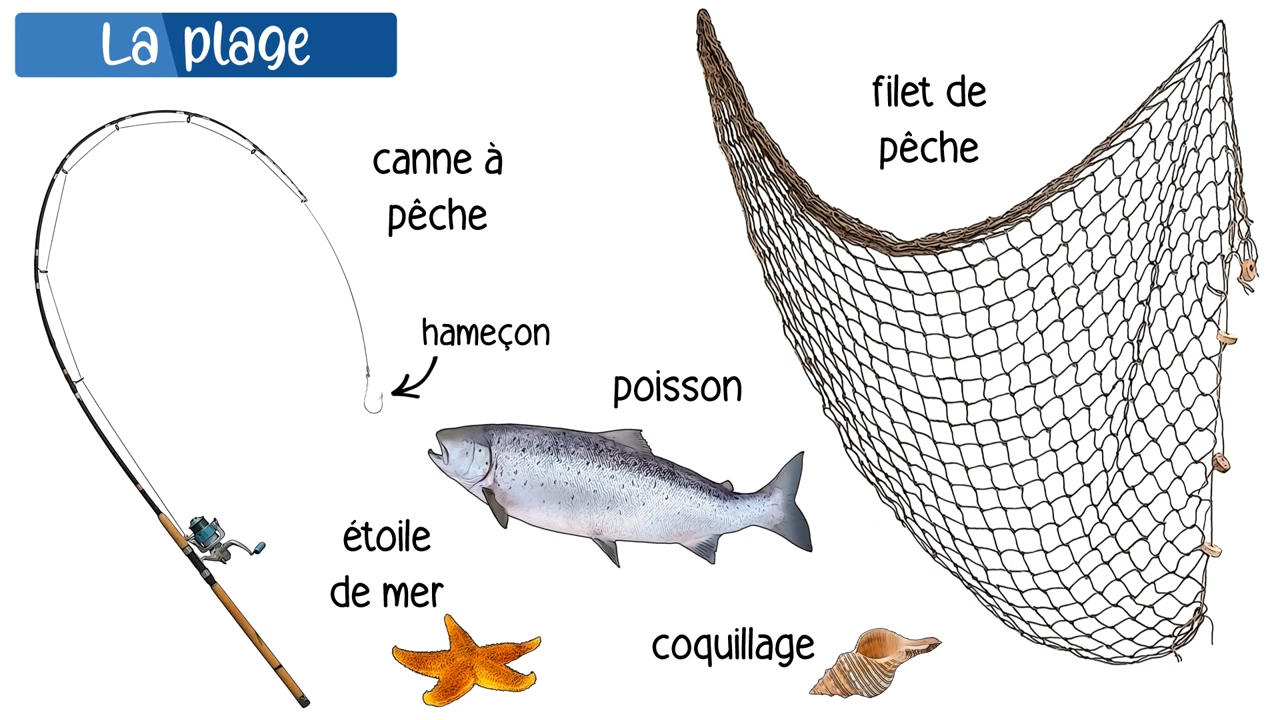 La plage
canne à
pêche
filet de
pêche
hameçon
poisson
étoile
de mer
coquillage